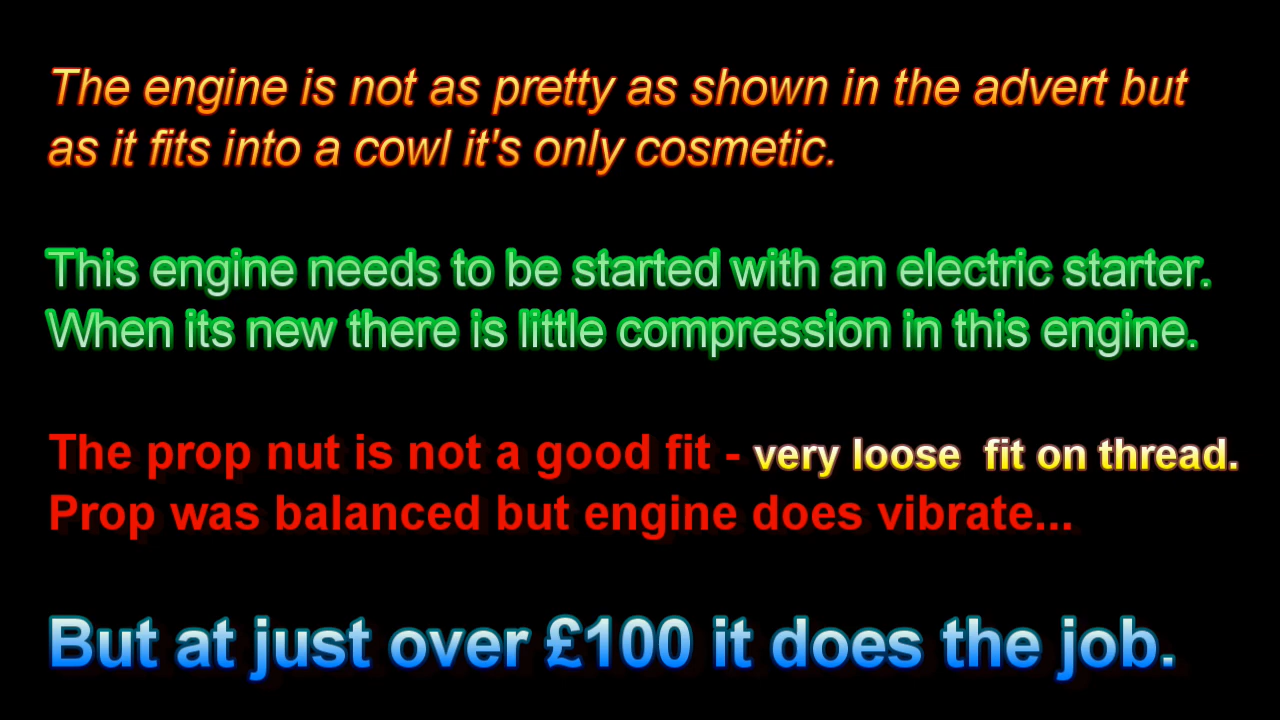 The engine is not as pretty as shown in the advert but
as it fits into a cowl it's only cosmetic.
This engine needs to be started with an electric starter.
When its new there is little compression in this engine.
The prop nut is not a good fit - very loose  fit on thread.
Prop was balanced but engine does vibrate...
But at just over £100 it does the job.